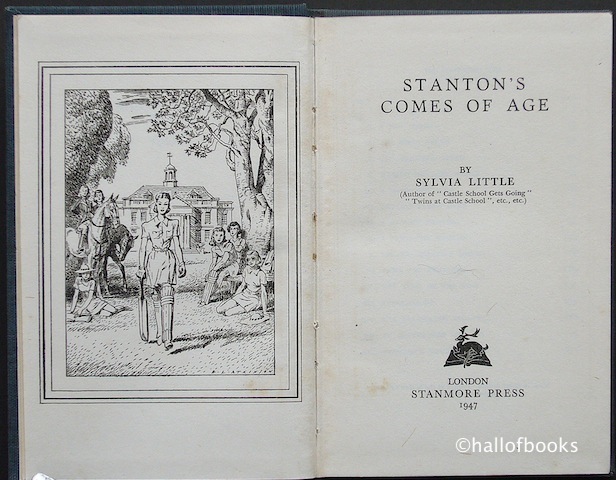 STANTON'S
COMES OF AGE
BY
SYLVIA LITTLE
(Author of "Castle School Gets Going"
"Twins at Castle School", etc., etc.)
LONDON
STANMORE PRESS
1947
©hallofbooks